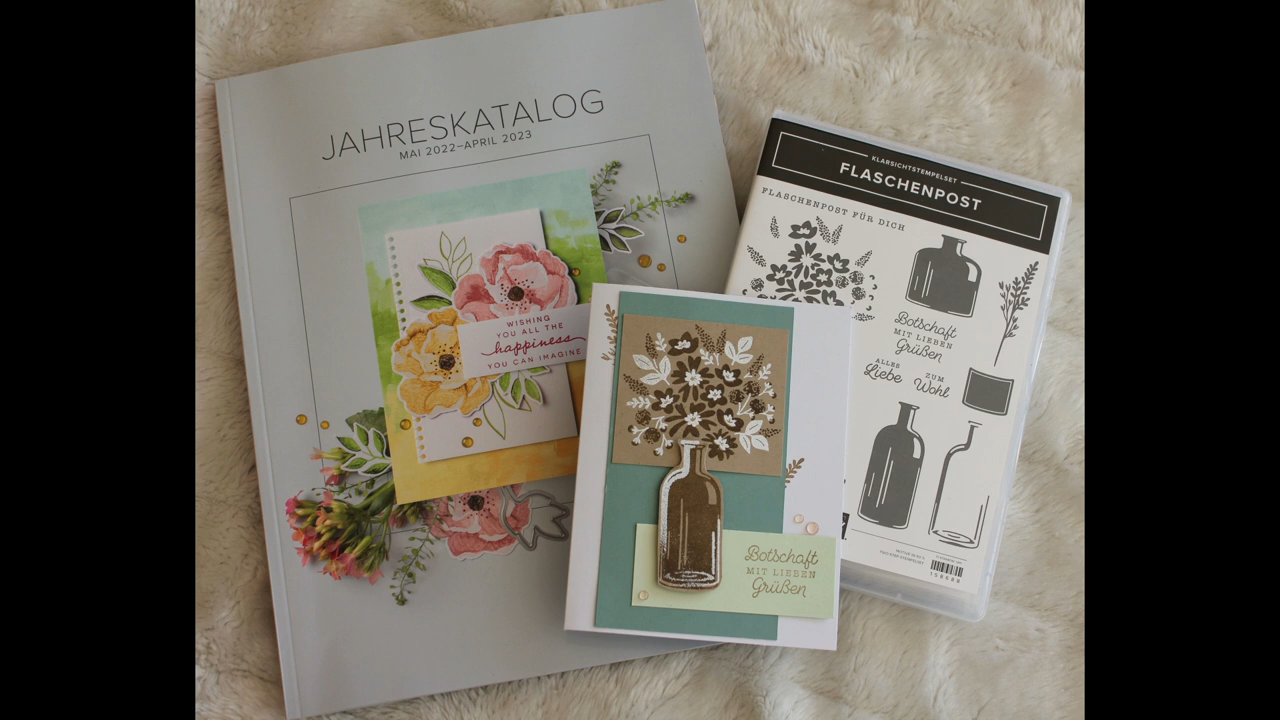 JAHRESKATALOG
MAI 2022–APRIL 2023
WISHING
YOU ALL THE
happiness
YOU CAN IMAGINE
KLARSICHTSTEMPELSET
FLASCHENPOST
FLASCHENPOST FÜR DICH
Botschaft
MIT LIEBEN
Grüßen
ALLES
Liebe
ZUM
Wohl
158688
Botschaft
MIT LIEBEN
Grüßen